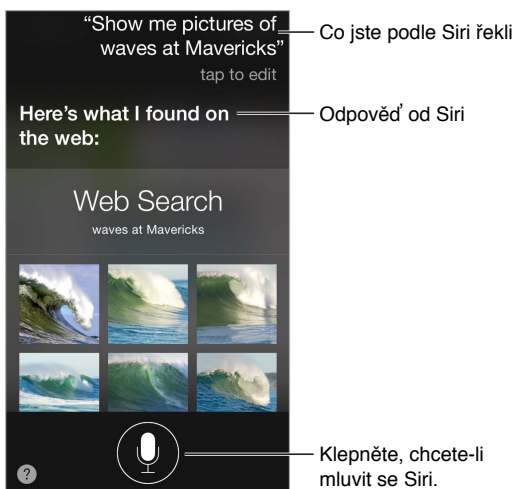 “Show me pictures of
waves at Mavericks”
tap to edit
Co jste podle Siri řekli
Here’s what I found on
the web:
Odpověď od Siri
Web Search
waves at Mavericks
?
Klepněte, chcete-li
mluvit se Siri.